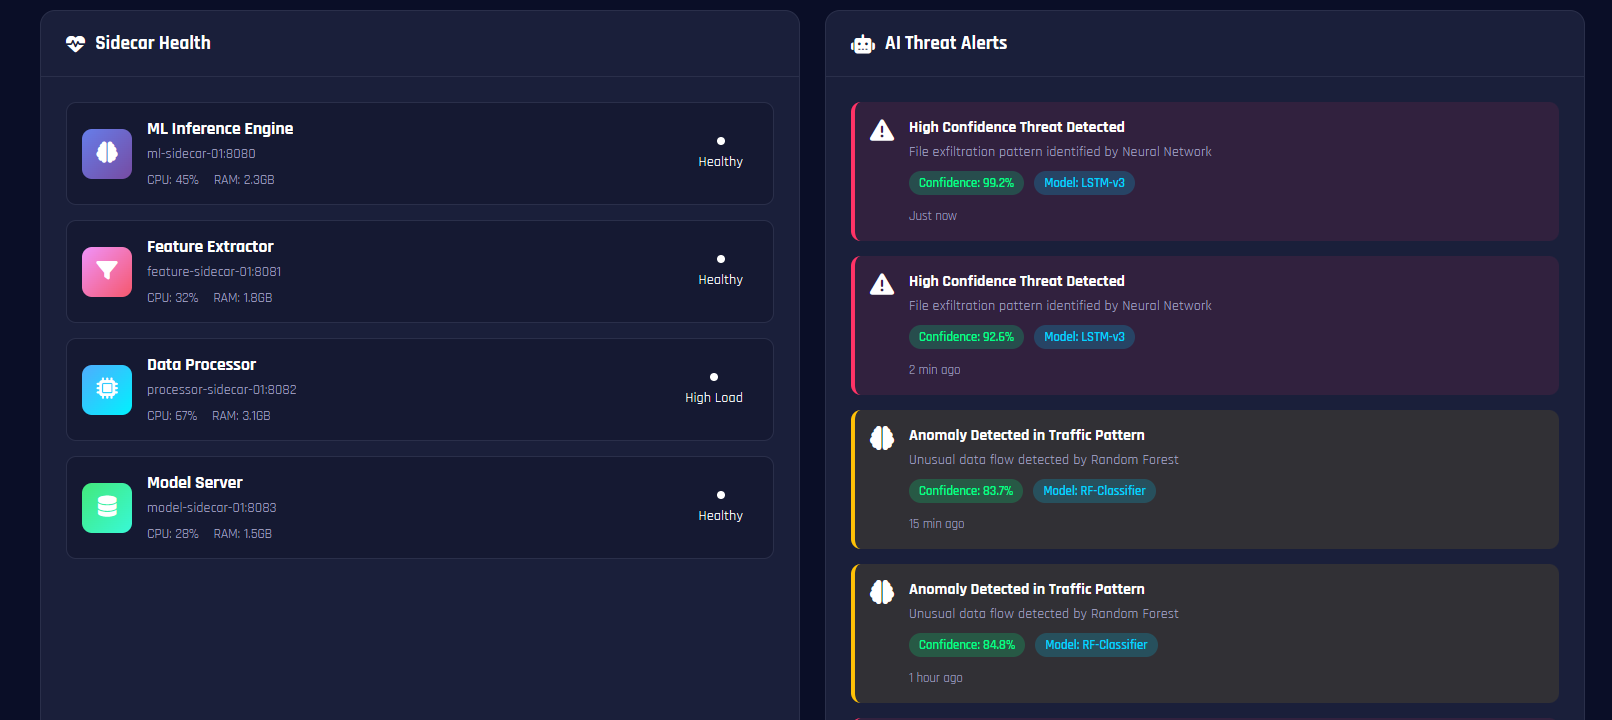 Sidecar Health
ML Inference Engine
ml-sidecar-01:8080
CPU: 45% RAM: 2.3GB
Healthy
Feature Extractor
feature-sidecar-01:8081
CPU: 32% RAM: 1.8GB
Healthy
Data Processor
processor-sidecar-01:8082
CPU: 67% RAM: 3.1GB
High Load
Model Server
model-sidecar-01:8083
CPU: 28% RAM: 1.5GB
Healthy
AI Threat Alerts
High Confidence Threat Detected
File exfiltration pattern identified by Neural Network
Confidence: 99.2% Model: LSTM-v3
Just now
High Confidence Threat Detected
File exfiltration pattern identified by Neural Network
Confidence: 92.6% Model: LSTM-v3
2 min ago
Anomaly Detected in Traffic Pattern
Unusual data flow detected by Random Forest
Confidence: 83.7% Model: RF-Classifier
15 min ago
Anomaly Detected in Traffic Pattern
Unusual data flow detected by Random Forest
Confidence: 84.8% Model: RF-Classifier
1 hour ago